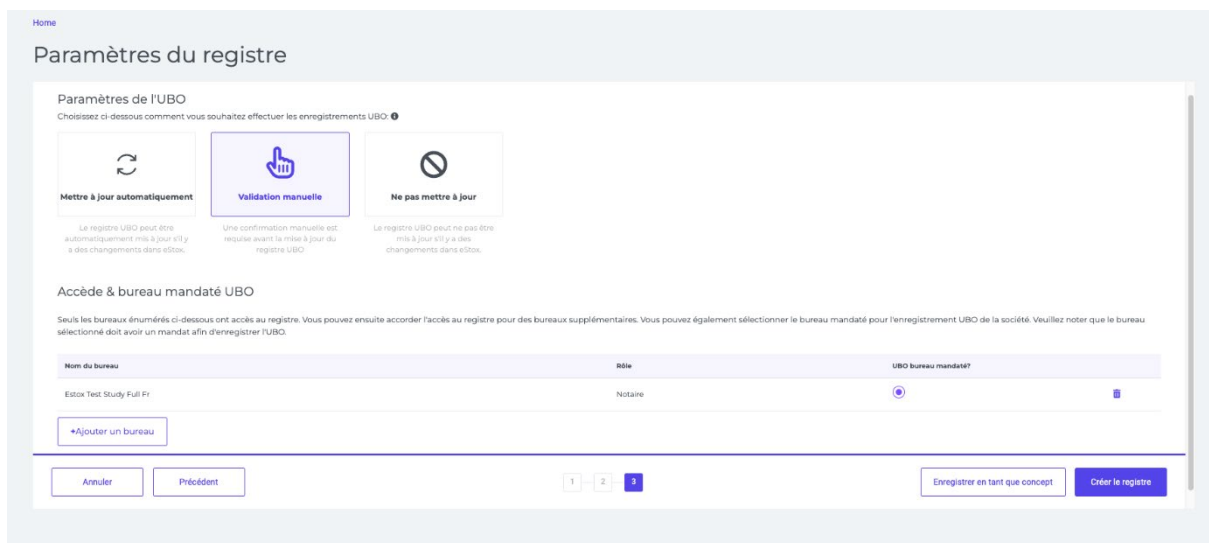 Home
Paramètres du registre
Paramètres de l'UBO
Choisissez ci-dessous comment vous souhaitez effectuer les enregistrements UBO:
Mettre à jour automatiquement
Validation manuelle
Ne pas mettre à jour
Le registre UBO peut être
automatiquement mis à jour s'il y
a des changements dans eStox.
Une confirmation manuelle est
requise avant la mise à jour du
registre UBO
Le registre UBO peut ne pas être
mis à jour s'il y a des
changements dans eStox.
Accède & bureau mandaté UBO
Seuls les bureaux énumérés ci-dessous ont accès au registre. Vous pouvez ensuite accorder l'accès au registre pour des bureaux supplémentaires. Vous pouvez également sélectionner le bureau mandaté pour l'enregistrement UBO de la société. Veuillez noter que le bureau
sélectionné doit avoir un mandat afin d'enregistrer l'UBO.
Nom du bureau Rôle UBO bureau mandaté?
Estox Test Study Full Fr Notaire
+Ajouter un bureau
Annuler Précédent 1 2 3 Enregistrer en tant que concept Créer le registre